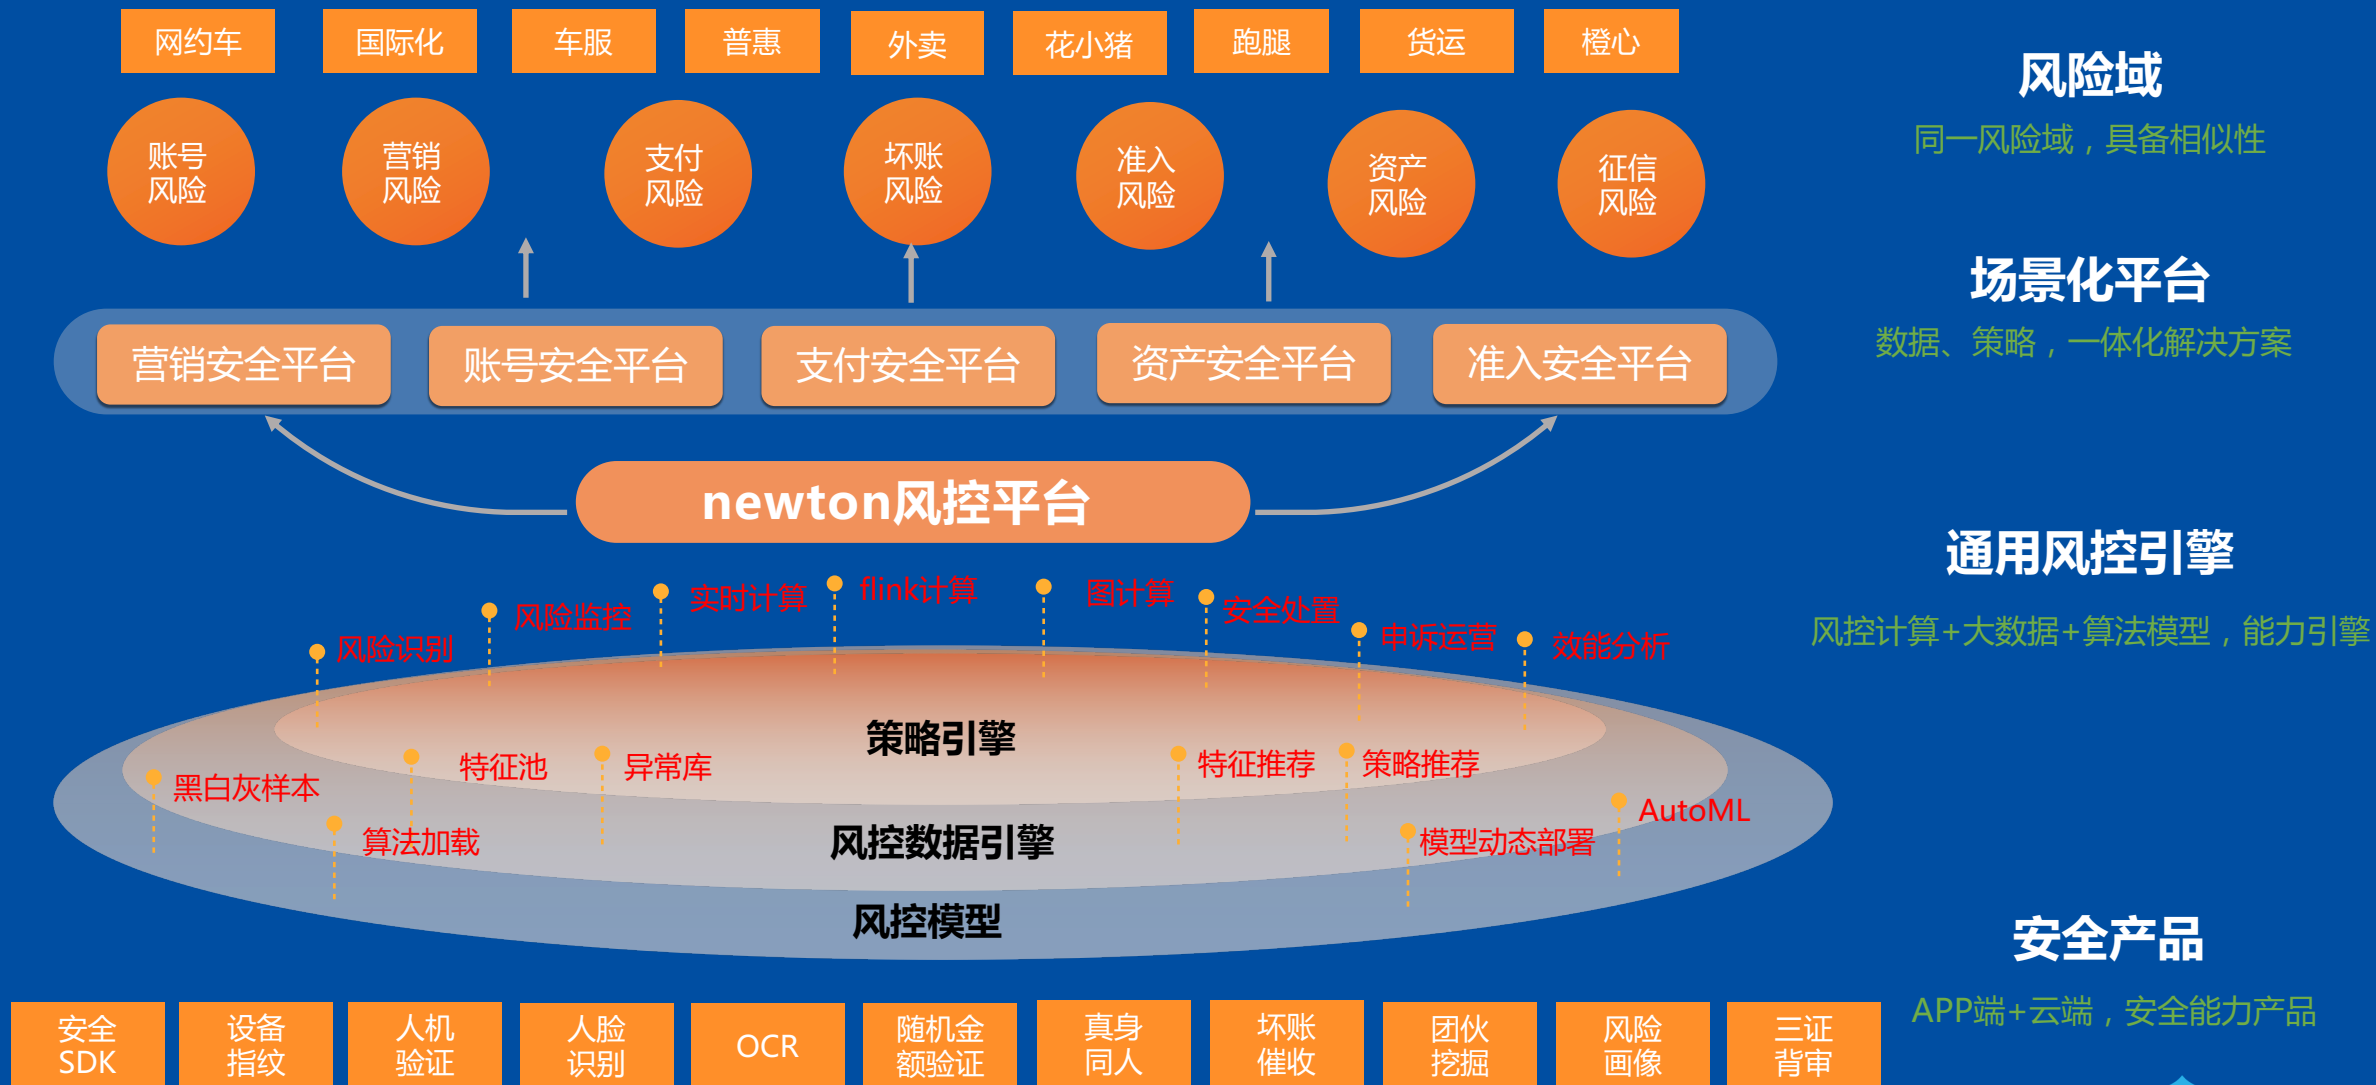 网约车
国际化
车服
普惠
外卖
花小猪
跑腿
货运
橙心
风险域
同一风险域，具备相似性
账号
风险
营销
风险
支付
风险
坏账
风险
准入
风险
资产
风险
征信
风险
场景化平台
数据、策略，一体化解决方案
营销安全平台
账号安全平台
支付安全平台
资产安全平台
准入安全平台
newton风控平台
通用风控引擎
风控计算+大数据+算法模型，能力引擎
风险识别
风险监控
实时计算
flink计算
图计算
安全处置
申诉运营
效能分析
策略引擎
黑白灰样本
特征池
异常库
特征推荐
策略推荐
AutoML
算法加载
风控数据引擎
模型动态部署
风控模型
安全产品
APP端+云端，安全能力产品
安全
SDK
设备
指纹
人机
验证
人脸
识别
OCR
随机金
额验证
真身
同人
坏账
催收
团伙
挖掘
风险
画像
三证
背审